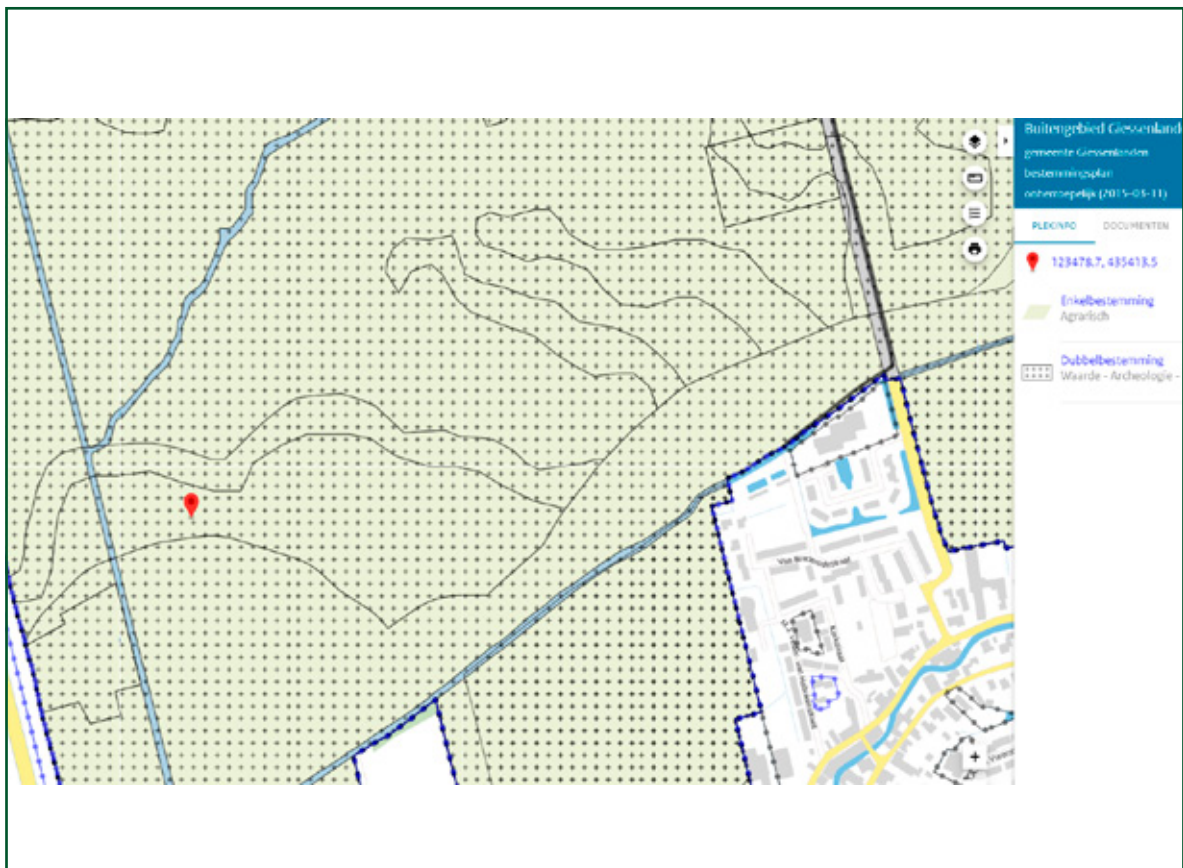 Buitengebied Giessenland
gemeente Giessenlanden
bestemmingsplan
onherroepelijk (2015-03-31)
PLEKINFO DOCUMENTEN
123478.7, 435413.5
Enkelbestemming
Agrarisch
Dubbelbestemming
Waarde - Archeologie -